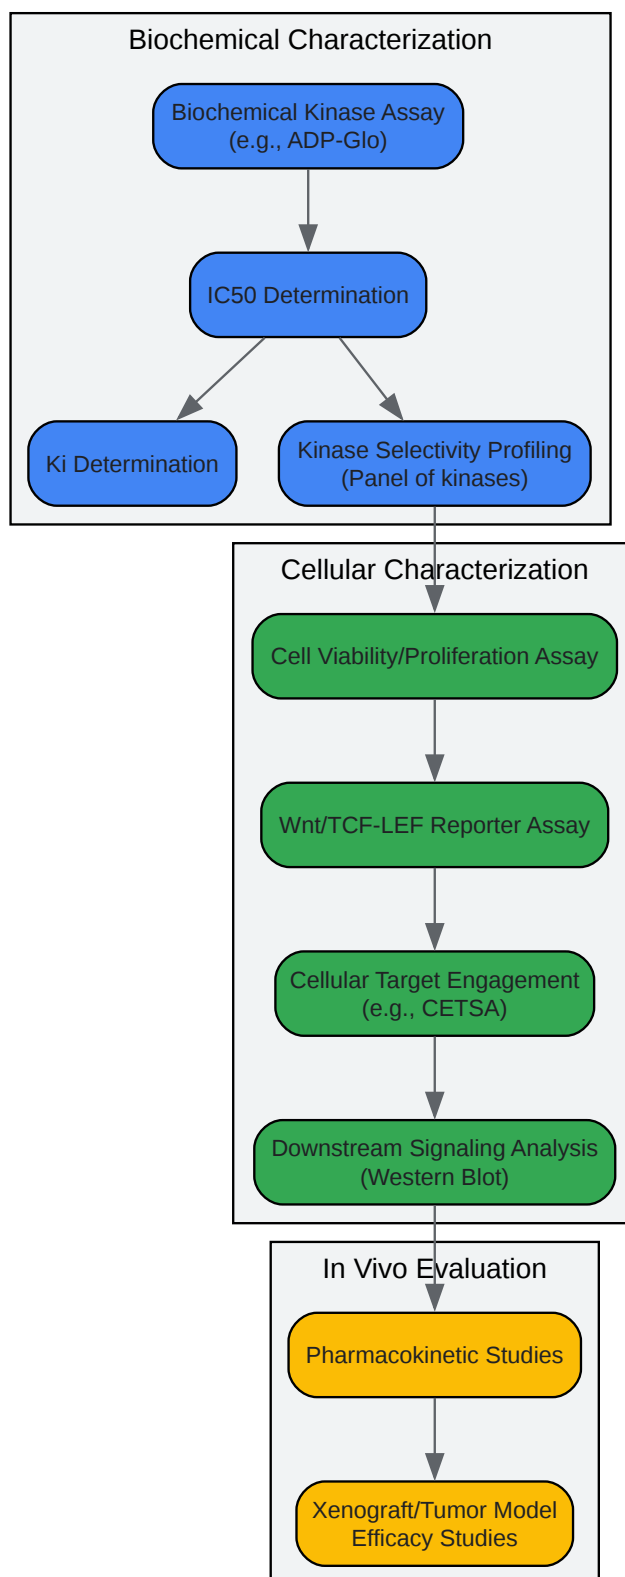 Biochemical Characterization
Biochemical Kinase Assay
(e.g., ADP-Glo)
IC50 Determination
Ki Determination
Kinase Selectivity Profiling
(Panel of kinases)
Cellular Characterization
Cell Viability/Proliferation Assay
Wnt/TCF-LEF Reporter Assay
Cellular Target Engagement
(e.g., CETSA)
Downstream Signaling Analysis
(Western Blot)
In Vivo Evaluation
Pharmacokinetic Studies
Xenograft/Tumor Model
Efficacy Studies